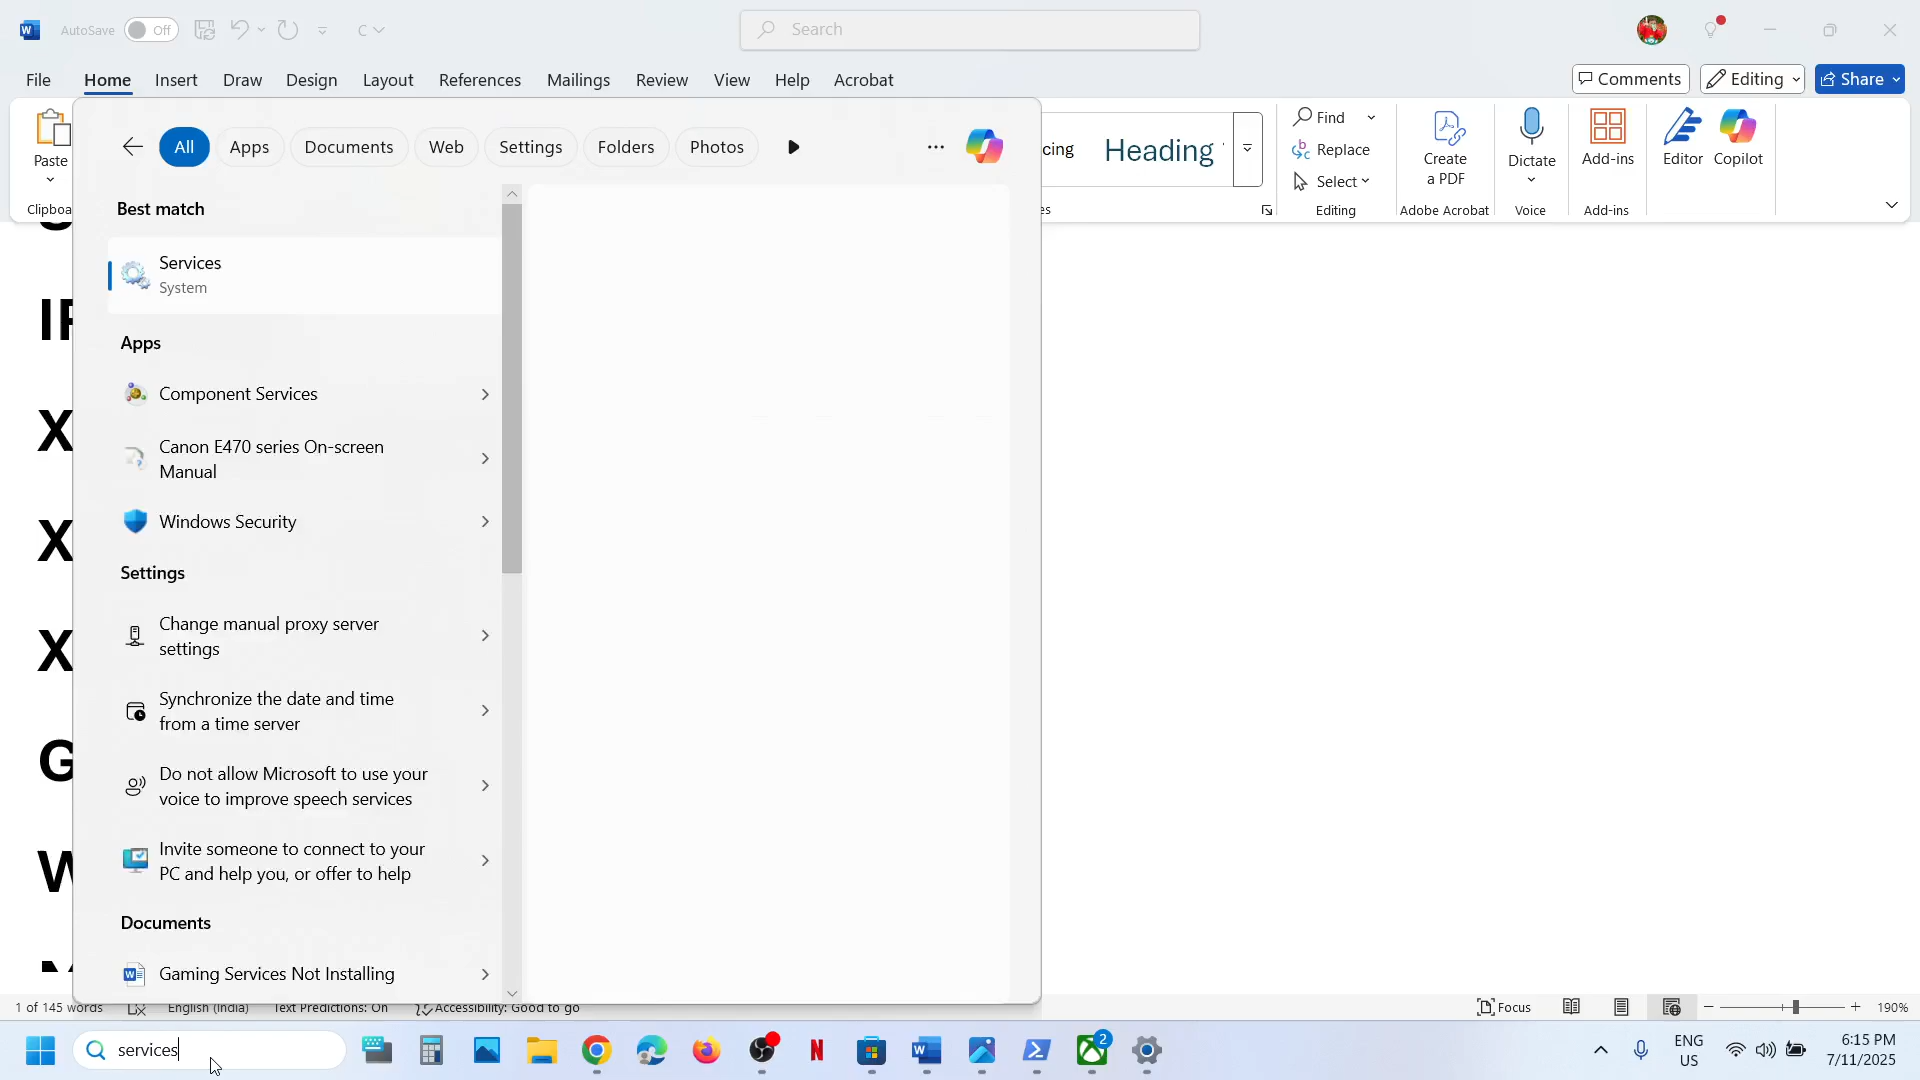 AutoSave Off C Search
File Home Insert Draw Design Layout References Mailings Review View Help Acrobat Comments Editing Share
Paste
Clipboa
Heading
Find
Replace
Select
Editing
Create
a PDF
Adobe Acrobat
Dictate
Voice
Add-ins
Add-ins
Editor
Copilot
All Apps Documents Web Settings Folders Photos
Best match
Services
System
Apps
Component Services
Canon E470 series On-screen
Manual
Windows Security
Settings
Change manual proxy server
settings
Synchronize the date and time
from a time server
Do not allow Microsoft to use your
voice to improve speech services
Invite someone to connect to your
PC and help you, or offer to help
Documents
Gaming Services Not Installing
X
X
X
G
W
1 of 145 words English (India) Text Predictions: On Accessibility: Good to go Focus 190%
services
2
ENG
US
6:15 PM
7/11/2025